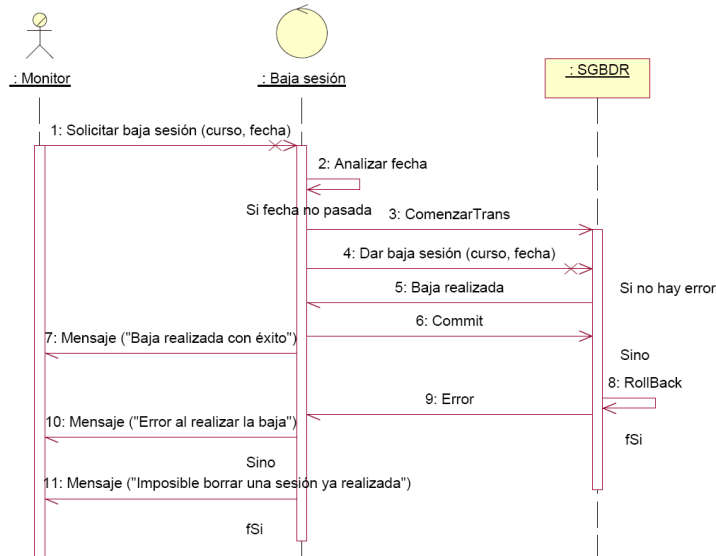 : Monitor
: Baja sesión
: SGBDR
1: Solicitar baja sesión (curso, fecha)
2: Analizar fecha
Si fecha no pasada
3: ComenzarTrans
4: Dar baja sesión (curso, fecha)
5: Baja realizada
Si no hay error
6: Commit
7: Mensaje ("Baja realizada con éxito")
Sino
8: RollBack
9: Error
10: Mensaje ("Error al realizar la baja")
fSi
Sino
11: Mensaje ("Imposible borrar una sesión ya realizada")
fSi